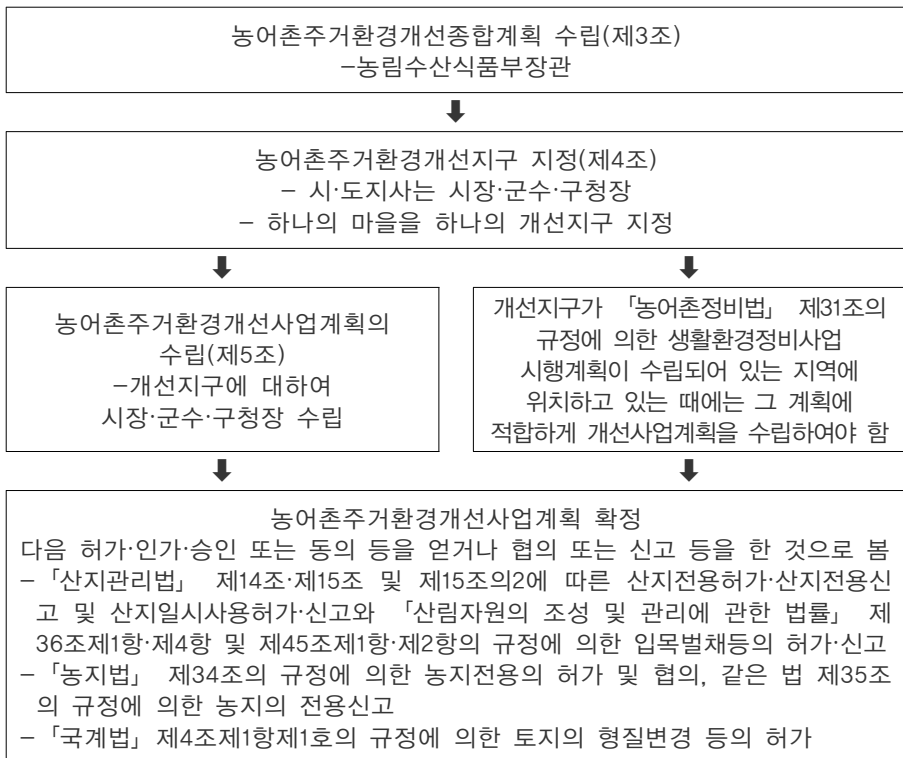 농어촌주거환경개선종합계획 수립(제3조)
-농림수산식품부장관
농어촌주거환경개선지구 지정(제4조)
- 시·도지사는 시장·군수·구청장
- 하나의 마을을 하나의 개선지구 지정
농어촌주거환경개선사업계획의
수립(제5조)
-개선지구에 대하여
시장·군수·구청장 수립
개선지구가 「농어촌정비법」 제31조의
규정에 의한 생활환경정비사업
시행계획이 수립되어 있는 지역에
위치하고 있는 때에는 그 계획에
적합하게 개선사업계획을 수립하여야 함
농어촌주거환경개선사업계획 확정
다음 허가·인가·승인 또는 동의 등을 얻거나 협의 또는 신고 등을 한 것으로 봄
-「산지관리법」 제14조·제15조 및 제15조의2에 따른 산지전용허가·산지전용신
고 및 산지일시사용허가·신고와 「산림자원의 조성 및 관리에 관한 법률」 제
36조제1항·제4항 및 제45조제1항·제2항의 규정에 의한 입목벌채등의 허가·신고
-「농지법」 제34조의 규정에 의한 농지전용의 허가 및 협의, 같은 법 제35조
의 규정에 의한 농지의 전용신고
-「국계법」제4조제1항제1호의 규정에 의한 토지의 형질변경 등의 허가